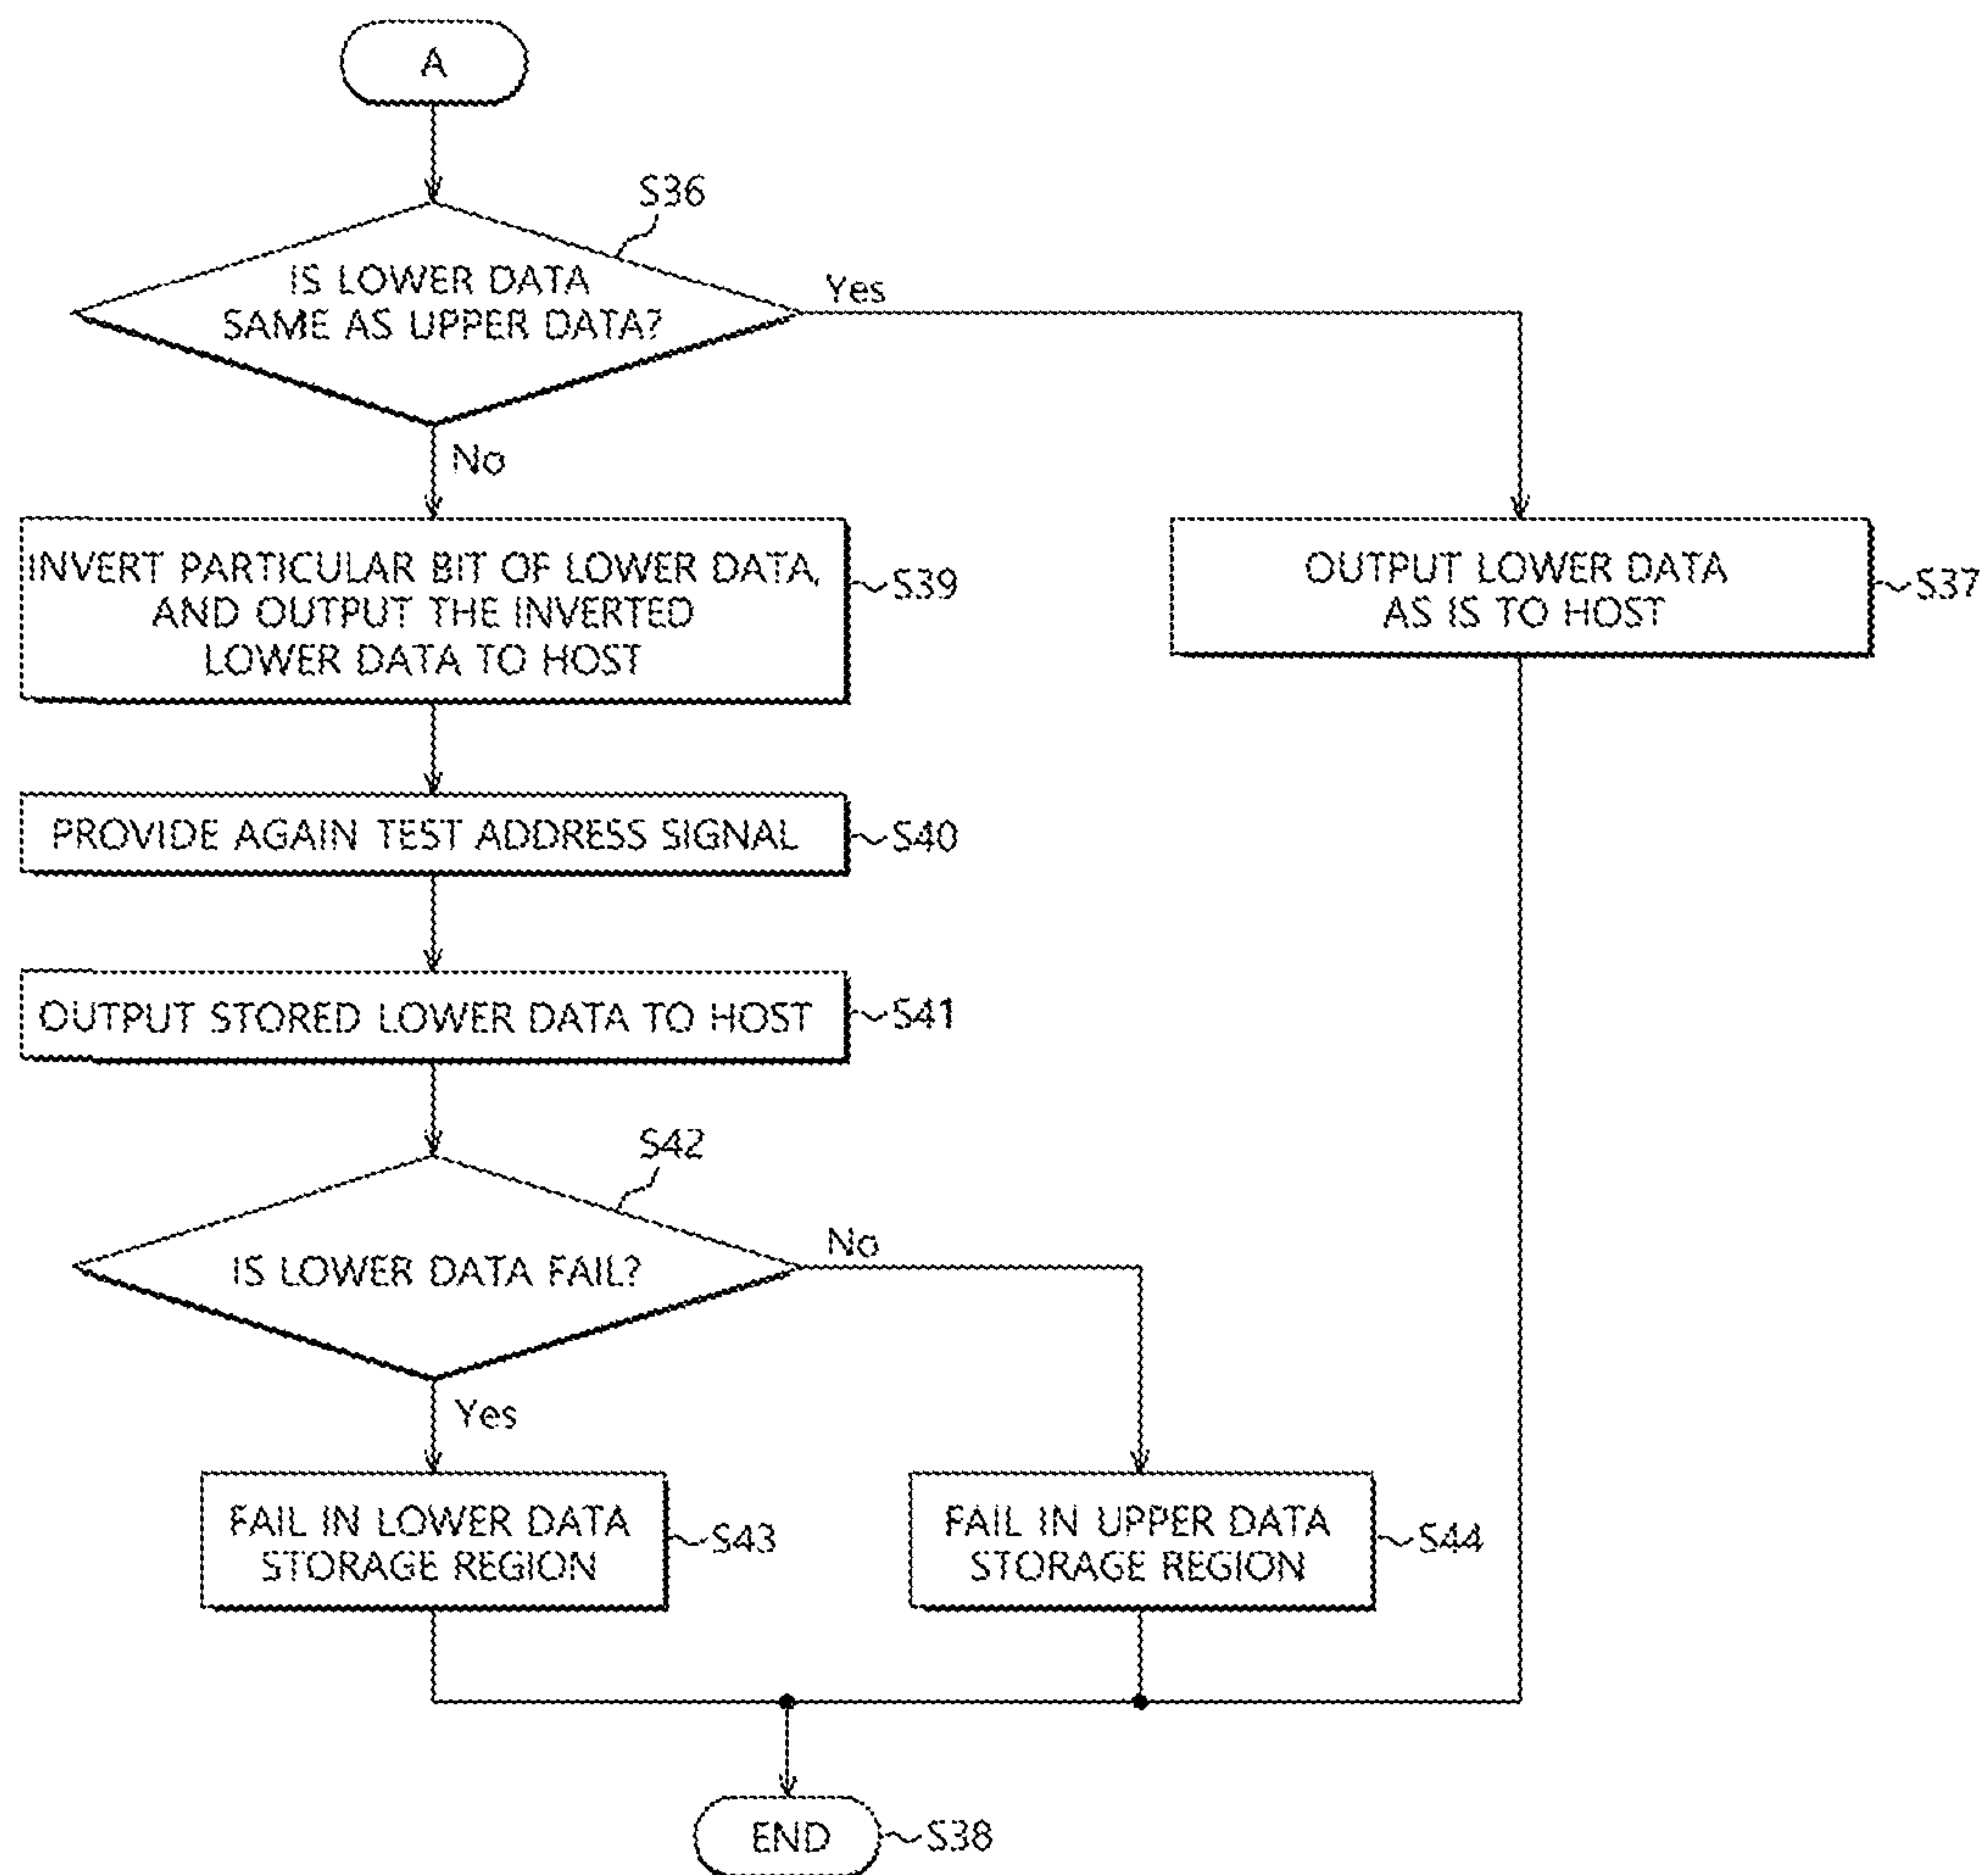 A
S36
IS LOWER DATA
SAME AS UPPER DATA?
Yes
No
INVERT PARTICULAR BIT OF LOWER DATA,
AND OUTPUT THE INVERTED
LOWER DATA TO HOST
S39
OUTPUT LOWER DATA
AS IS TO HOST
S37
PROVIDE AGAIN TEST ADDRESS SIGNAL
S40
OUTPUT STORED LOWER DATA TO HOST
S41
S42
IS LOWER DATA FAIL?
No
Yes
FAIL IN LOWER DATA
STORAGE REGION
S43
FAIL IN UPPER DATA
STORAGE REGION
S44
END
S38